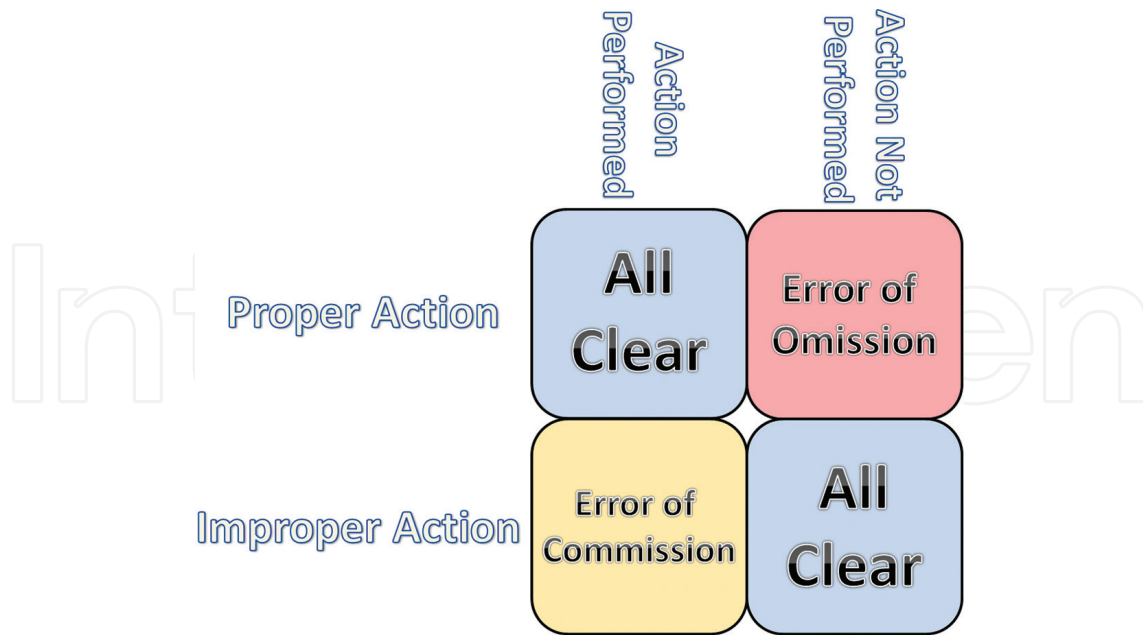 Action
Performed
Action Not
Performed
Proper Action
All
Clear
Error of
Omission
Improper Action
Error of
Commission
All
Clear